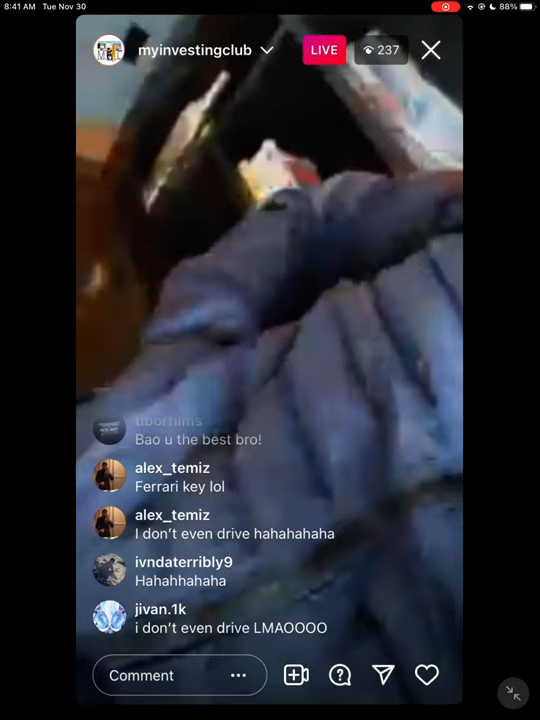 8:41 AM Tue Nov 30
88%
myinvestingclub
LIVE
237
tiborfilms
Bao u the best bro!
alex_temiz
Ferrari key lol
alex_temiz
I don't even drive hahahahaha
ivndaterribly9
Hahahhahaha
jivan.1k
i don't even drive LMAOOOO
Comment